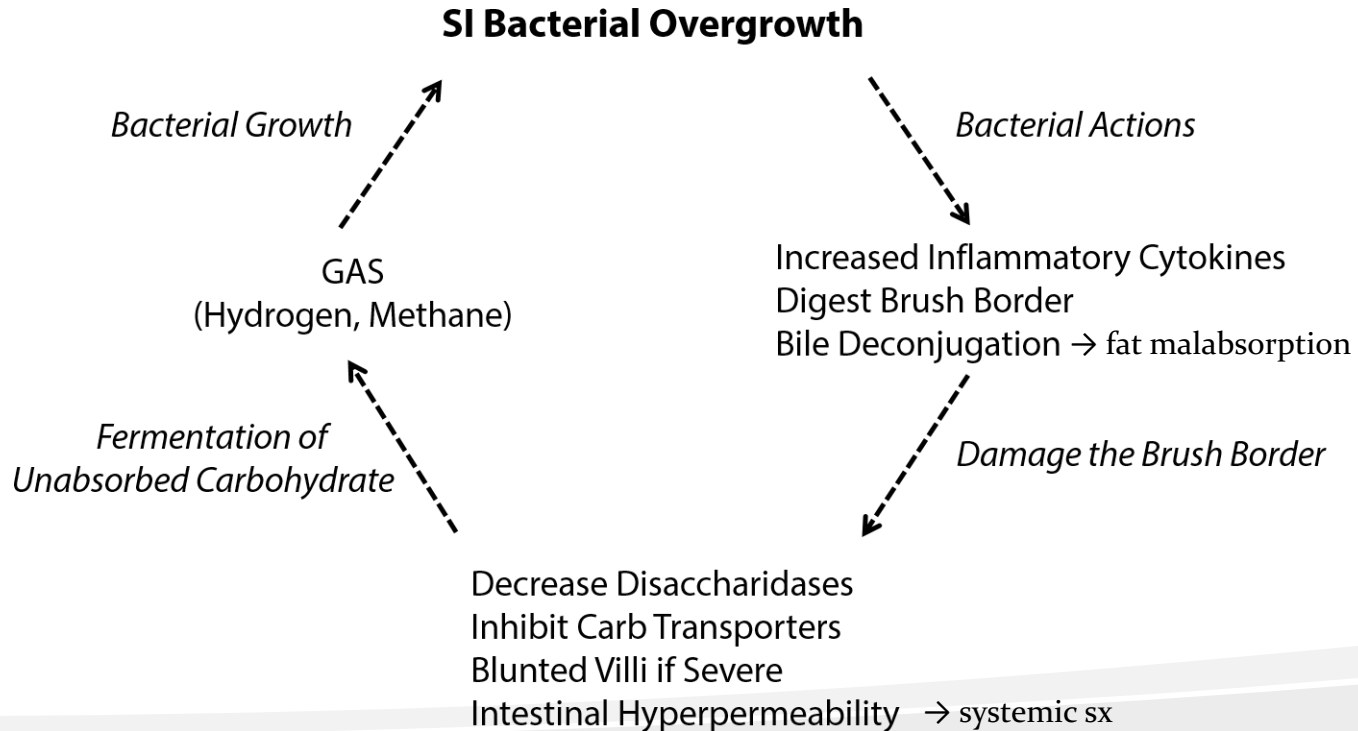 SI Bacterial Overgrowth
Bacterial Growth
Bacterial Actions
GAS
(Hydrogen, Methane)
Increased Inflammatory Cytokines
Digest Brush Border
Bile Deconjugation → fat malabsorption
Fermentation of
Unabsorbed Carbohydrate
Damage the Brush Border
Decrease Disaccharidases
Inhibit Carb Transporters
Blunted Villi if Severe
Intestinal Hyperpermeability → systemic sx